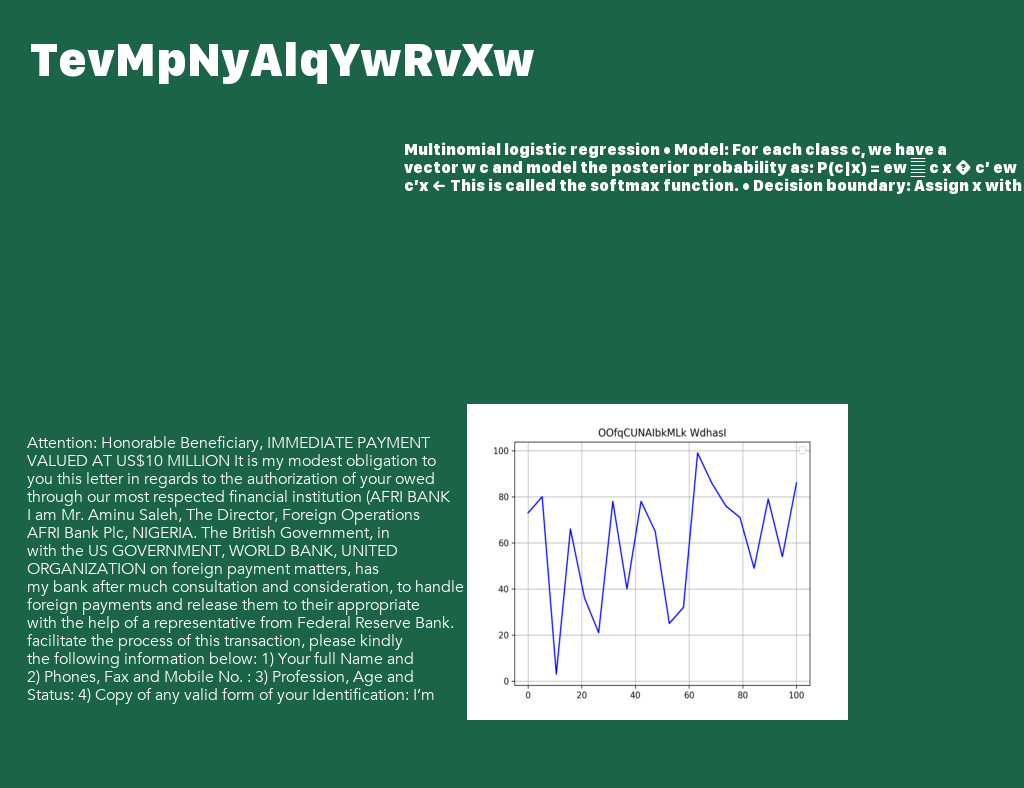 TevMpNyAlqYwRvXw
Multinomial logistic regression • Model: For each class c, we have a
vector w c and model the posterior probability as: P(c|x) = ew c x � c′ ew
c′x ← This is called the softmax function. • Decision boundary: Assign x with
Attention: Honorable Beneficiary, IMMEDIATE PAYMENT
VALUED AT US$10 MILLION It is my modest obligation to
you this letter in regards to the authorization of your owed
through our most respected financial institution (AFRI BANK
I am Mr. Aminu Saleh, The Director, Foreign Operations
AFRI Bank Plc, NIGERIA. The British Government, in
with the US GOVERNMENT, WORLD BANK, UNITED
ORGANIZATION on foreign payment matters, has
my bank after much consultation and consideration, to handle
foreign payments and release them to their appropriate
with the help of a representative from Federal Reserve Bank.
facilitate the process of this transaction, please kindly
the following information below: 1) Your full Name and
2) Phones, Fax and Mobile No. : 3) Profession, Age and
Status: 4) Copy of any valid form of your Identification: I’m
OOfqCUNAIbkMLk WdhasI
100
80
60
40
20
0
0 20 40 60 80 100